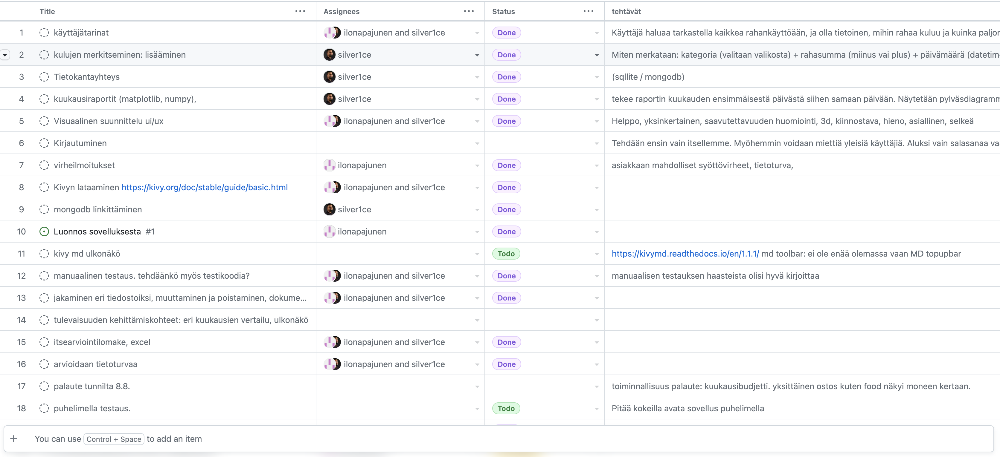 Title ... Assignees ... Status ... tehtävät
1 käyttäjätarinat ilonapajunen and silver1ce Done Käyttäjä haluaa tarkastella kaikkea rahankäyttöään, ja olla tietoinen, mihin rahaa kuluu ja kuinka paljon
2 kulujen merkitseminen: lisääminen silver1ce Done Miten merkataan: kategoria (valitaan valikosta) + rahasumma (miinus vai plus) + päivämäärä (datetime
3 Tietokantayhteys silver1ce Done (sqllite / mongodb)
4 kuukausiraportit (matplotlib, numpy), silver1ce Done tekee raportin kuukauden ensimmäisestä päivästä siihen samaan päivään. Näytetään pylväsdiagramm
5 Visuaalinen suunnittelu ui/ux ilonapajunen and silver1ce Done Helppo, yksinkertainen, saavutettavuuden huomiointi, 3d, kiinnostava, hieno, asiallinen, selkeä
6 Kirjautuminen Tehdään ensin vain itsellemme. Myöhemmin voidaan miettiä yleisiä käyttäjiä. Aluksi vain salasanaa vaa
7 virheilmoitukset ilonapajunen Done asiakkaan mahdolliset syöttövirheet, tietoturva,
8 Kivyn lataaminen https://kivy.org/doc/stable/guide/basic.html ilonapajunen and silver1ce Done
9 mongodb linkittäminen silver1ce Done
10 Luonnos sovelluksesta #1 ilonapajunen Done
11 kivy md ulkonäkö Todo https://kivymd.readthedocs.io/en/1.1.1/ md toolbar: ei ole enää olemassa vaan MD topupbar
12 manuaalinen testaus. tehdäänkö myös testikoodia? ilonapajunen and silver1ce Done manuaalisen testauksen haasteista olisi hyvä kirjoittaa
13 jakaminen eri tiedostoiksi, muuttaminen ja poistaminen, dokume... ilonapajunen and silver1ce Done
14 tulevaisuuden kehittämiskohteet: eri kuukausien vertailu, ulkonäkö
15 itsearviointilomake, excel ilonapajunen and silver1ce Done
16 arvioidaan tietoturvaa ilonapajunen and silver1ce Done
17 palaute tunnilta 8.8. toiminnallisuus palaute: kuukausibudjetti. yksittäinen ostos kuten food näkyi moneen kertaan.
18 puhelimella testaus. Todo Pitää kokeilla avata sovellus puhelimella
+ You can use Control + Space to add an item